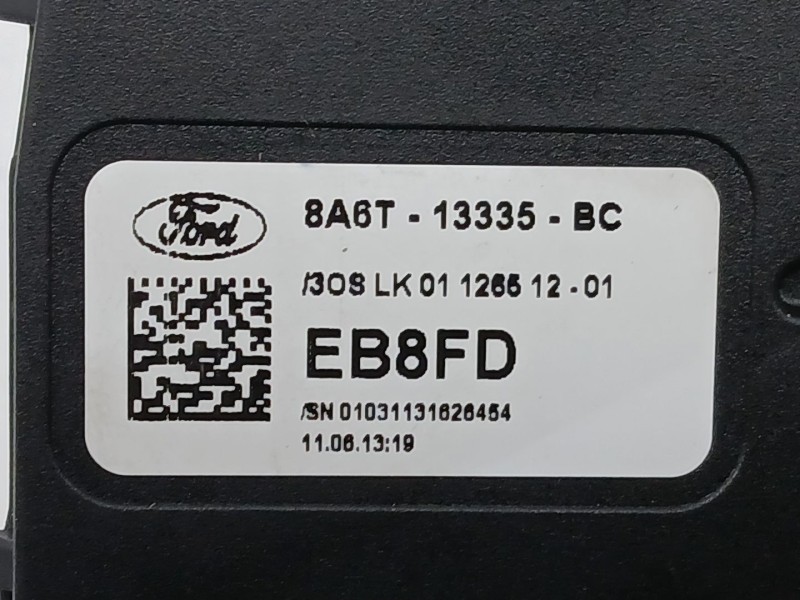 Ford
8A6T - 13335 - BC
/3OS LK 01 1265 12 - 01
EB8FD
/SN 01031131626454
11.06.13:19